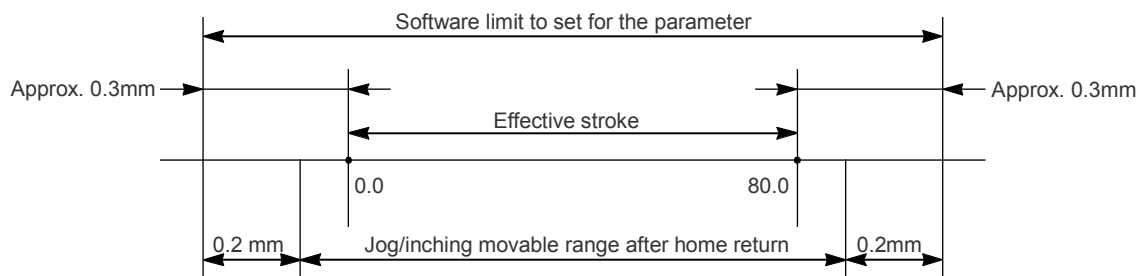 Software limit to set for the parameter
Approx. 0.3mm
Approx. 0.3mm
Effective stroke
0.0
80.0
0.2 mm
Jog/inching movable range after home return
0.2mm